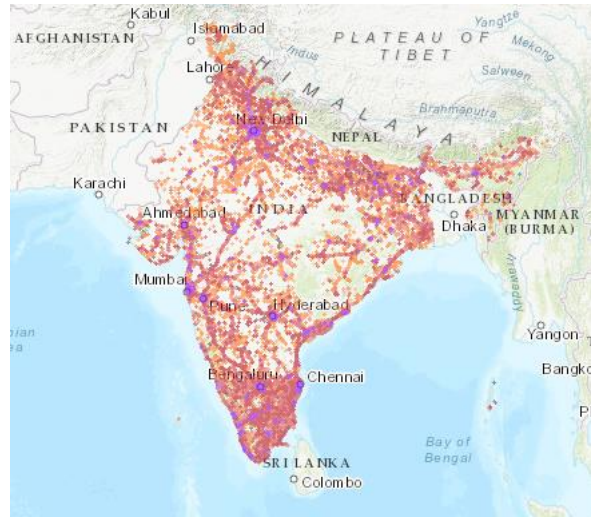 Kabul
AFGHANISTAN
Islamabad
Lahore
Indus
PLATEAU OF
TIBET
Yangtze
Mekong
Salween
HIMALAYA
Brahmaputra
New Delhi
PAKISTAN
NEPAL
Karachi
Ahmedabad
INDIA
BANGLADESH
Dhaka
MYANMAR
(BURMA)
Mumbai
Pune
Hyderabad
Irrawaddy
Yangon
Bangko
Bengaluru
Chennai
Bay of
Bengal
SRI LANKA
Colombo
ian
ea
T
P